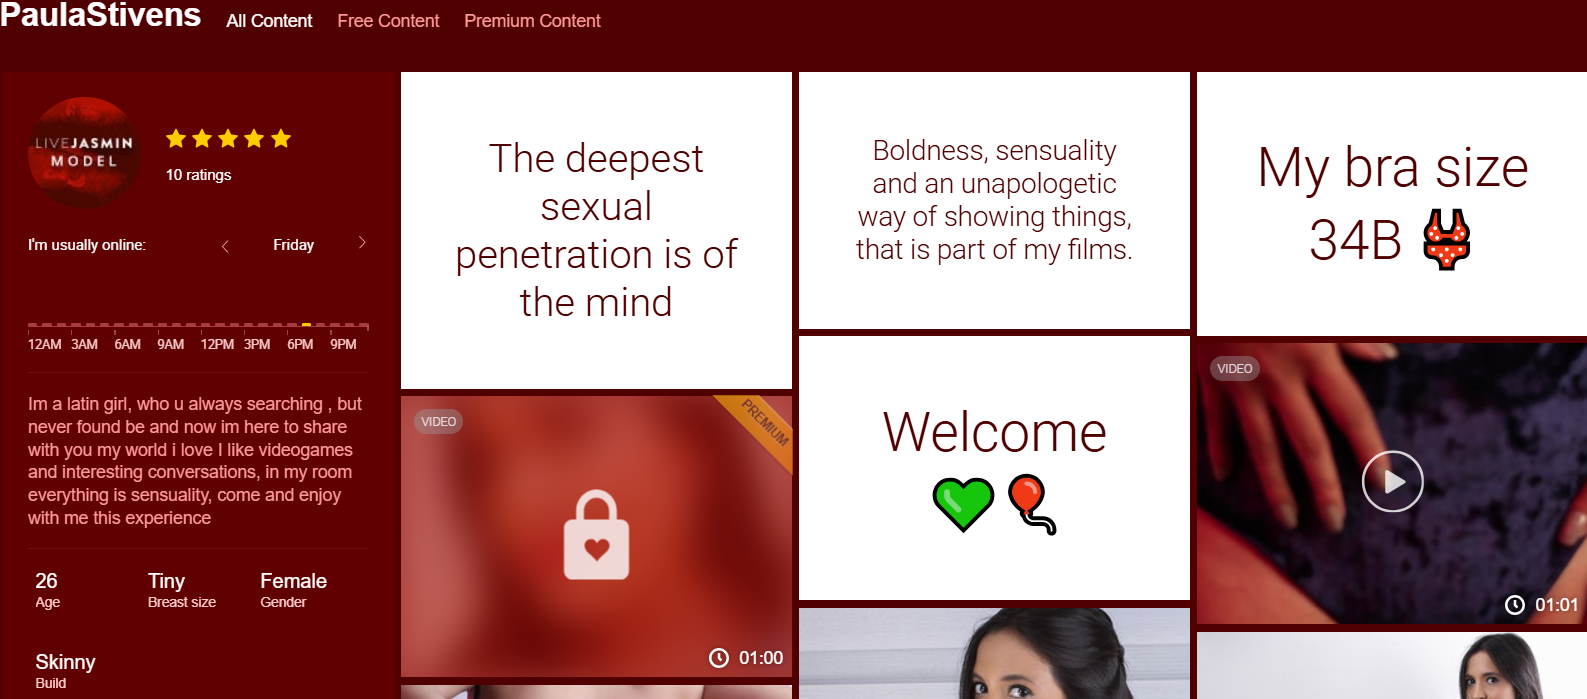 PaulaStivens
All Content
Free Content
Premium Content
LIVEJASMIN
MODEL
10 ratings
I'm usually online:
Friday
12AM 3AM 6AM 9AM 12PM 3PM 6PM 9PM
Im a latin girl, who u always searching , but
never found be and now im here to share
with you my world i love I like videogames
and interesting conversations, in my room
everything is sensuality, come and enjoy
with me this experience
26
Age
Tiny
Breast size
Female
Gender
Skinny
Build
The deepest
sexual
penetration is of
the mind
VIDEO
PREMIUM
01:00
Boldness, sensuality
and an unapologetic
way of showing things,
that is part of my films.
Welcome
My bra size
34B
VIDEO
01:01